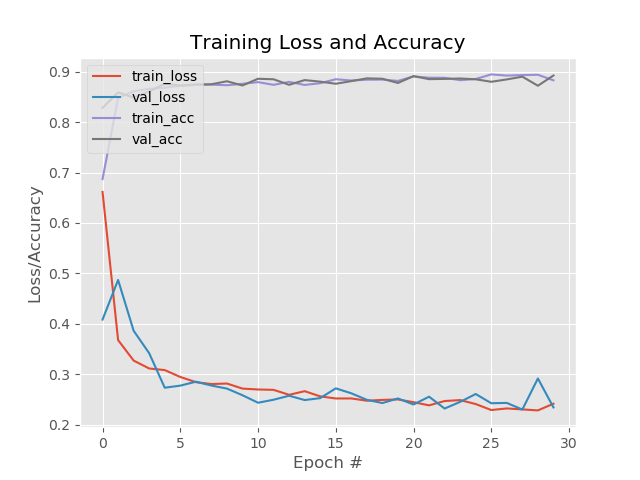 Training Loss and Accuracy
train_loss
val_loss
train_acc
val_acc
Loss/Accuracy
0.9
0.8
0.7
0.6
0.5
0.4
0.3
0.2
0 5 10 15 20 25 30
Epoch #